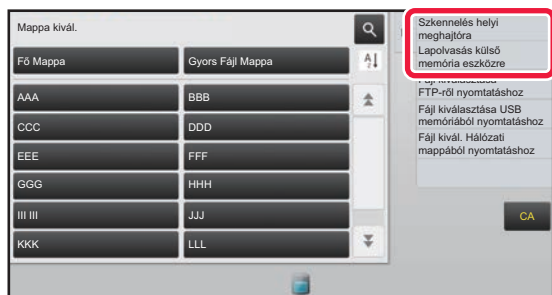 Mappa kivál.
Fő Mappa
Gyors Fájl Mappa
AAA
BBB
CCC
DDD
EEE
FFF
GGG
HHH
III III
JJJ
KKK
LLL
Szkennelés helyi
meghajtóra
Lapolvasás külső
memória eszközre
Fájl kiválasztása
FTP-ről nyomtatáshoz
Fájl kiválasztása USB
memóriából nyomtatáshoz
Fájl kivál. Hálózati
mappából nyomtatáshoz
CA